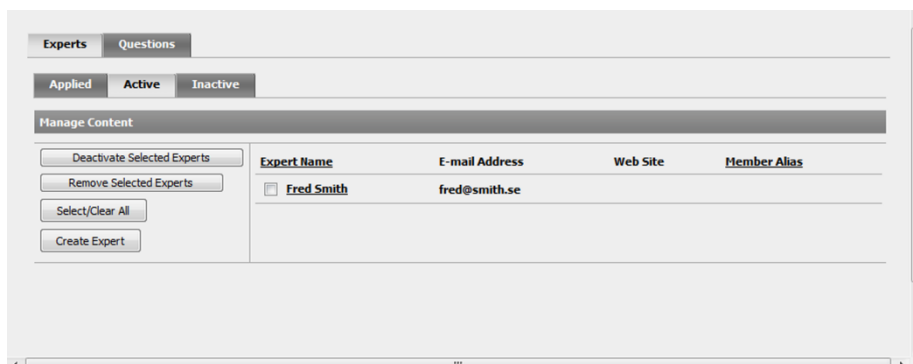 Experts Questions
Applied Active Inactive
Manage Content
Deactivate Selected Experts
Remove Selected Experts
Select/Clear All
Create Expert
Expert Name E-mail Address Web Site Member Alias
Fred Smith fred@smith.se